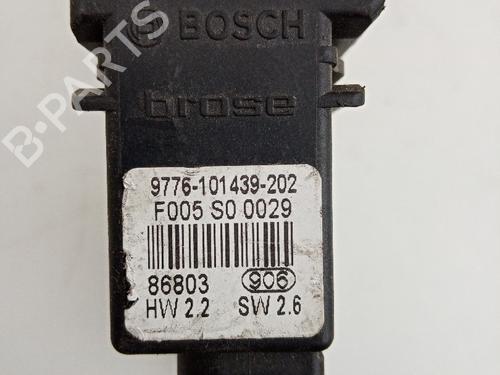 BOSCH
brose
B-PARTS
9776-101439-202
F005 S0 0029
86803 906
HW 2.2 SW 2.6